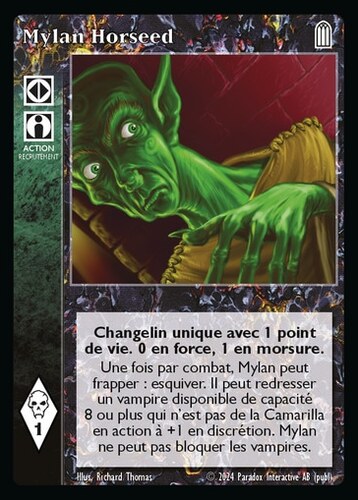 Mylan Horseed
ACTION
RECRUTEMENT
Changelin unique avec 1 point
de vie. 0 en force, 1 en morsure.
Une fois par combat, Mylan peut
frapper : esquiver. Il peut redresser
un vampire disponible de capacité
8 ou plus qui n'est pas de la Camarilla
en action à +1 en discrétion. Mylan
ne peut pas bloquer les vampires.
1
Illus. Richard Thomas
© 2024 Paradox Interactive AB (publ)